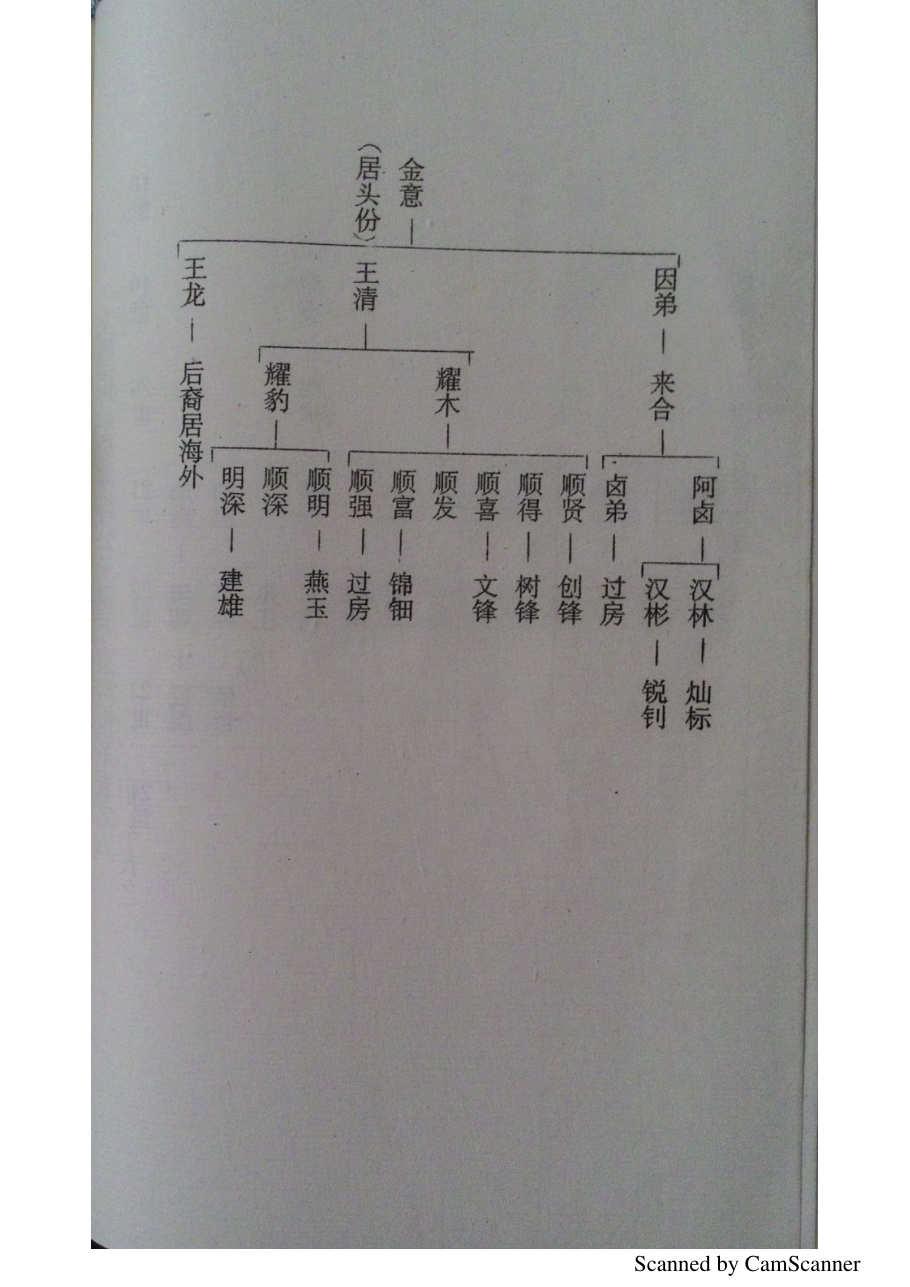 金意
（居头份）
因弟
王清
王龙
来合
耀木
耀豹
后裔居海外
阿卤
卤弟
顺贤
顺得
顺喜
顺发
顺富
顺强
顺明
顺深
明深
汉林
汉彬
过房
创锋
树锋
文锋
锦钿
过房
燕玉
建雄
灿标
锐钊
Scanned by CamScanner